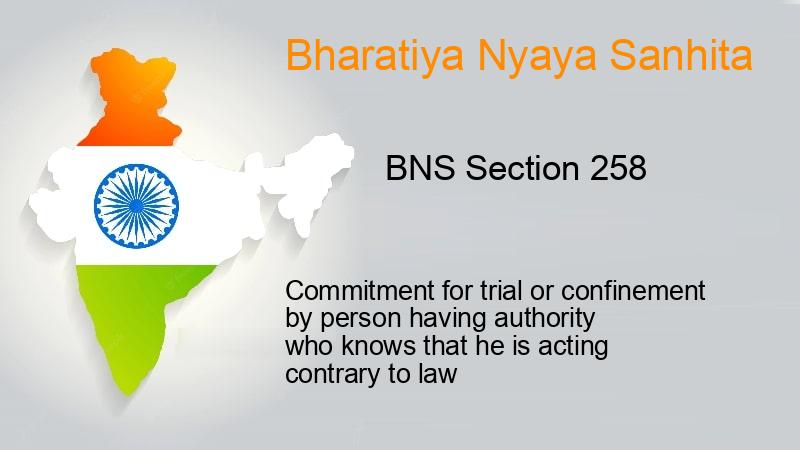 Bharatiya Nyaya Sanhita
BNS Section 258
Commitment for trial or confinement
by person having authority
who knows that he is acting
contrary to law